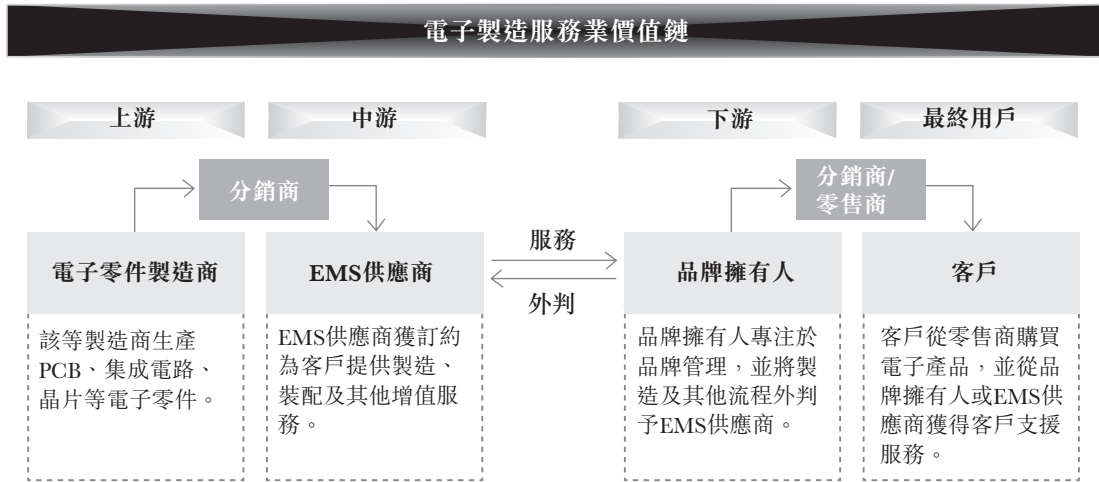 電子製造服務業價值鏈
上游
中游
下游
最終用戶
分銷商
分銷商/
零售商
電子零件製造商
EMS供應商
服務
外判
品牌擁有人
客戶
該等製造商生產
PCB、集成電路、
晶片等電子零件。
EMS供應商獲訂約
為客戶提供製造、
裝配及其他增值服
務。
品牌擁有人專注於
品牌管理，並將製
造及其他流程外判
予EMS供應商。
客戶從零售商購買
電子產品，並從品
牌擁有人或EMS供
應商獲得客戶支援
服務。